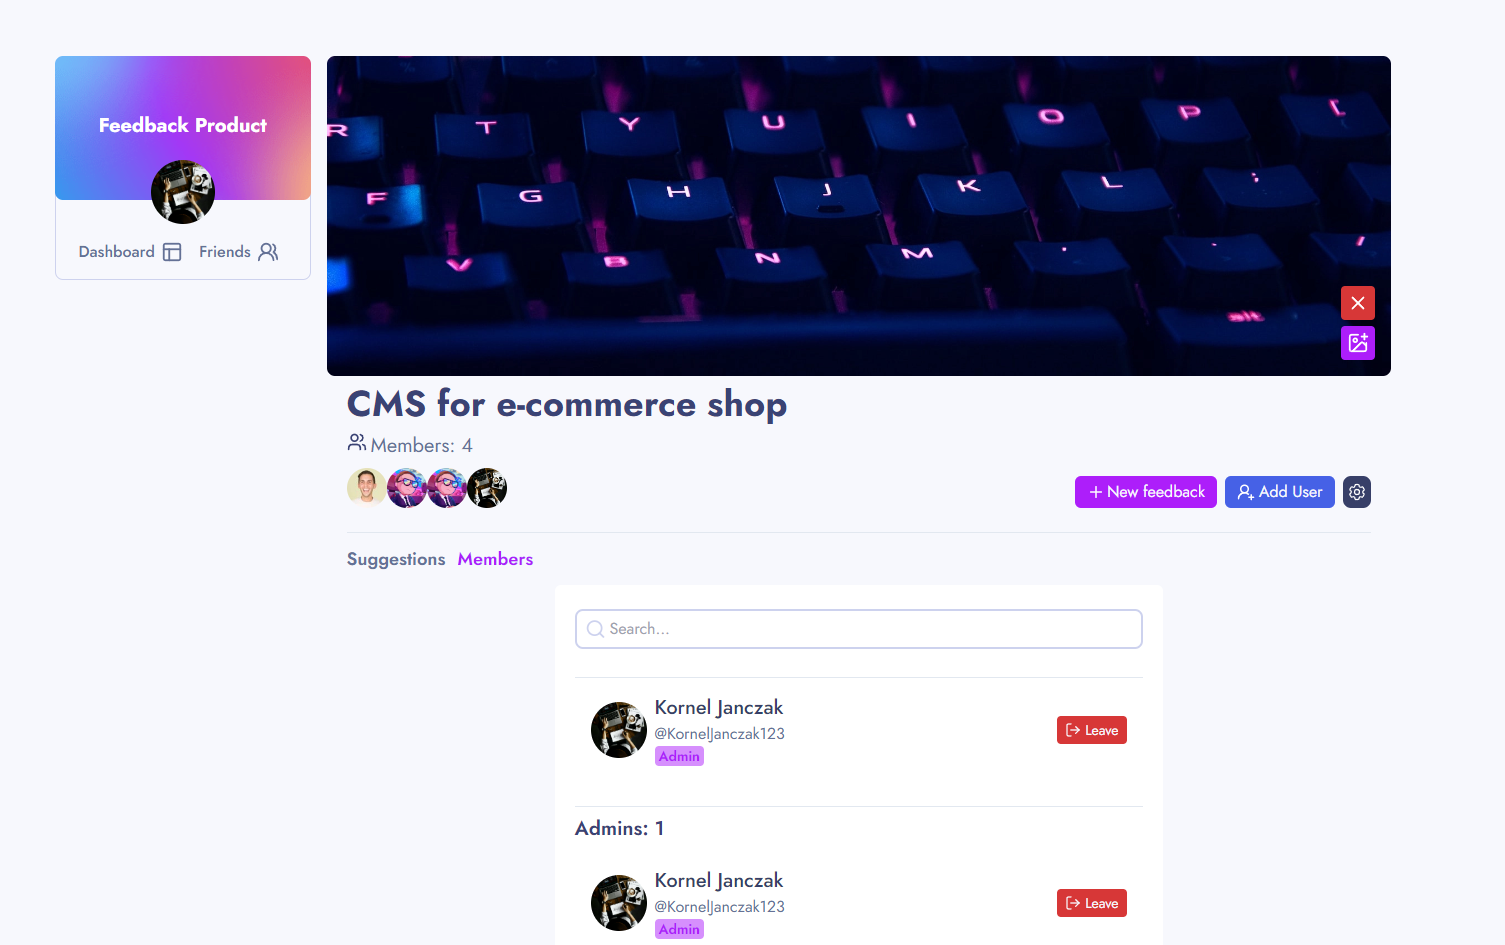 Feedback Product
Dashboard
Friends
R T Y U I O P [
F G H J K L ;
V B N M
alt
CMS for e-commerce shop
Members: 4
New feedback
Add User
Suggestions Members
Search...
Kornel Janczak
@KornelJanczak123
Admin
Leave
Admins: 1
Kornel Janczak
@KornelJanczak123
Admin
Leave